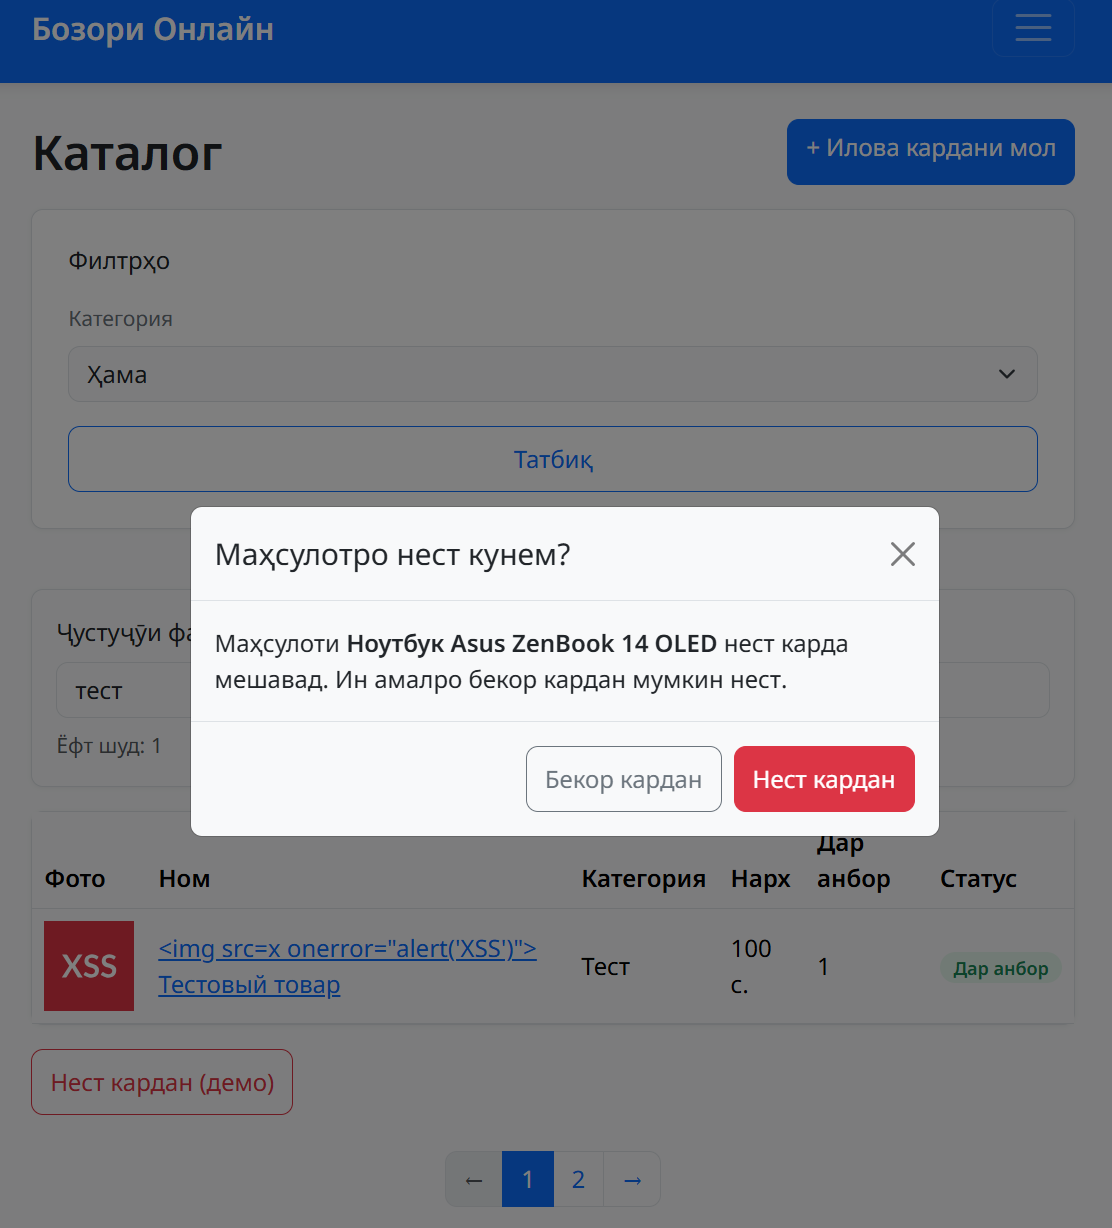 Бозори Онлайн
Каталог
+ Илова кардани мол
Филтрҳо
Категория
Ҳама
Татбиқ
Маҳсулотро нест кунем?
Маҳсулоти Ноутбук Asus ZenBook 14 OLED нест карда
мешавад. Ин амалро бекор кардан мумкин нест.
Бекор кардан
Нест кардан
Ҷустуҷӯи
тест
Ёфт шуд: 1
Фото Ном Категория Нарх Дар анбор Статус
XSS
<img src=x onerror="alert('XSS')">
Тестовый товар
Тест
100
с.
1
Дар анбор
Нест кардан (демо)
← 1 2 →